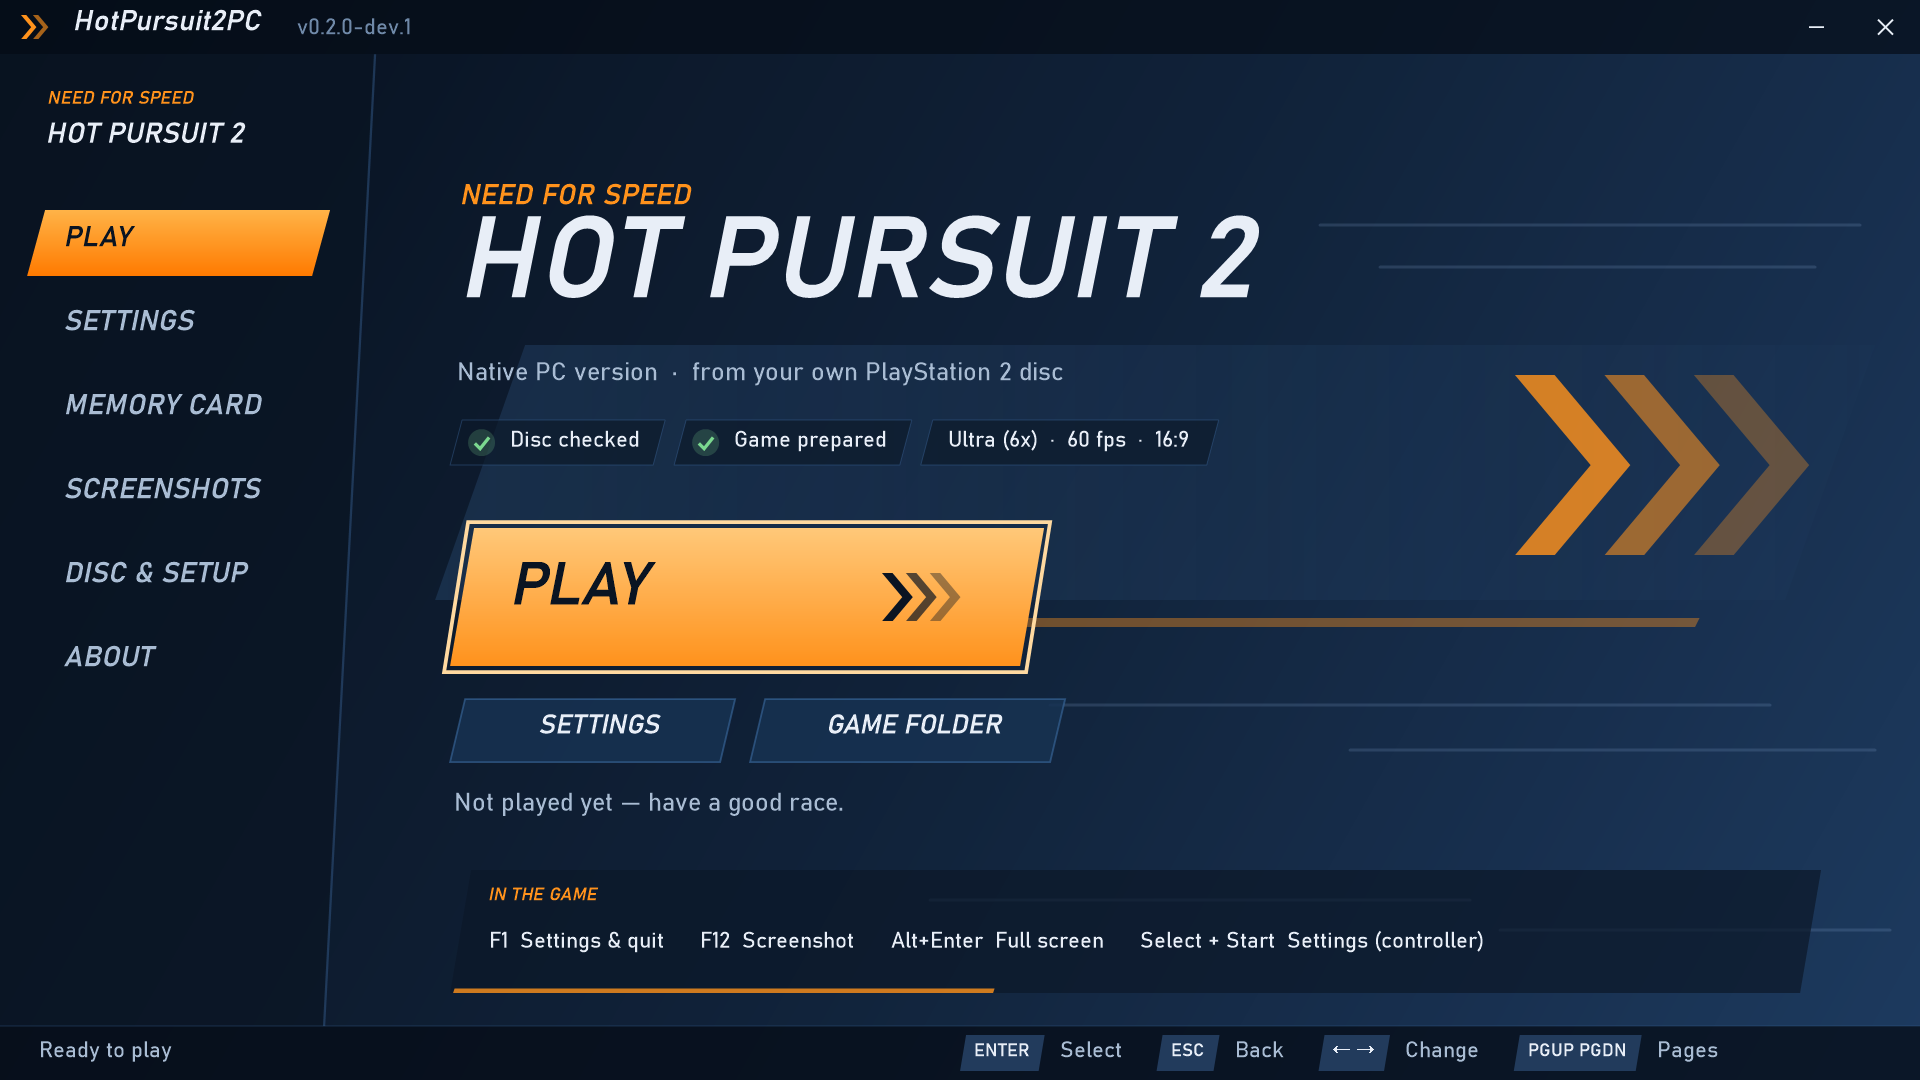 HotPursuit2PC v0.2.0-dev.1
NEED FOR SPEED
HOT PURSUIT 2
PLAY
SETTINGS
MEMORY CARD
SCREENSHOTS
DISC & SETUP
ABOUT
NEED FOR SPEED
HOT PURSUIT 2
Native PC version · from your own PlayStation 2 disc
Disc checked
Game prepared
Ultra (6x) · 60 fps · 16:9
PLAY
SETTINGS
GAME FOLDER
Not played yet — have a good race.
IN THE GAME
F1 Settings & quit F12 Screenshot Alt+Enter Full screen Select + Start Settings (controller)
Ready to play
ENTER Select ESC Back ←→ Change PGUP PGDN Pages